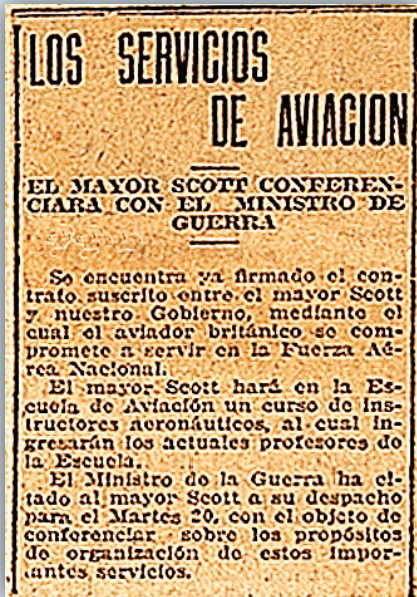 LOS SERVICIOS
DE AVIACION
EL MAYOR SCOTT CONFEREN-
CIARA CON EL MINISTRO DE
GUERRA
Se encuentra ya firmado el con-
trato suscrito entre el mayor Scott
y nuestro Gobierno, mediante el
cual el aviador británico se com-
promete a servir en la Fuerza Aé-
rea Nacional.
El mayor Scott hará en la Es-
cuela de Aviación un curso de ins-
tructores aeronáuticos, al cual in-
gresarán los actuales profesores de
la Escuela.
El Ministro de la Guerra ha ci-
tado al mayor Scott a su despacho
para el Martes 20, con el objeto de
conferenciar sobre los propósitos
de organización de estos impor-
tantes servicios.